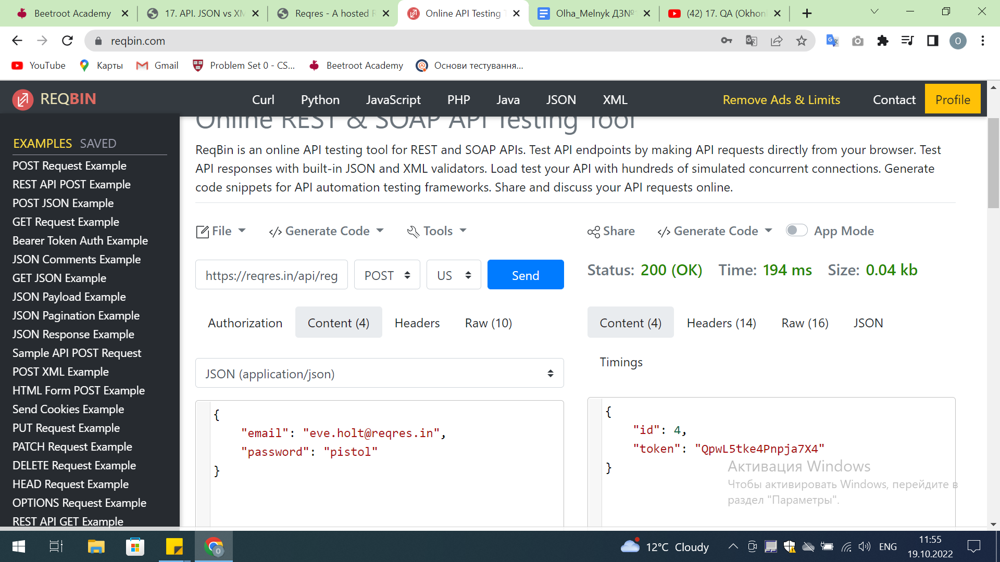 Beetroot Academy
17. API. JSON vs XM
Reqres - A hosted R
Online API Testing T
Olha_Melnyk ДЗ№
(42) 17. QA (Okhon
reqbin.com
O
YouTube
Карты
Gmail
Problem Set 0 - CS...
Beetroot Academy
Основи тестування...
REQBIN
Curl
Python
JavaScript
PHP
Java
JSON
XML
Remove Ads & Limits
Contact
Profile
EXAMPLES SAVED
POST Request Example
REST API POST Example
POST JSON Example
GET Request Example
Bearer Token Auth Example
JSON Comments Example
GET JSON Example
JSON Payload Example
JSON Pagination Example
JSON Response Example
Sample API POST Request
POST XML Example
HTML Form POST Example
Send Cookies Example
PUT Request Example
PATCH Request Example
DELETE Request Example
HEAD Request Example
OPTIONS Request Example
REST API GET Example
Online REST & SOAP API Testing Tool
ReqBin is an online API testing tool for REST and SOAP APIs. Test API endpoints by making API requests directly from your browser. Test
API responses with built-in JSON and XML validators. Load test your API with hundreds of simulated concurrent connections. Generate
code snippets for API automation testing frameworks. Share and discuss your API requests online.
File
</> Generate Code
Tools
Share
</> Generate Code
App Mode
https://reqres.in/api/reg
POST
US
Send
Status: 200 (OK) Time: 194 ms Size: 0.04 kb
Authorization
Content (4)
Headers
Raw (10)
Content (4)
Headers (14)
Raw (16)
JSON
Timings
JSON (application/json)
{
"email": "eve.holt@reqres.in",
"password": "pistol"
}
{
"id": 4,
"token": "QpwL5tke4Pnpja7X4"
}
Активация Windows
Чтобы активировать Windows, перейдите в
раздел "Параметры".
12°C Cloudy
ENG
11:55
19.10.2022